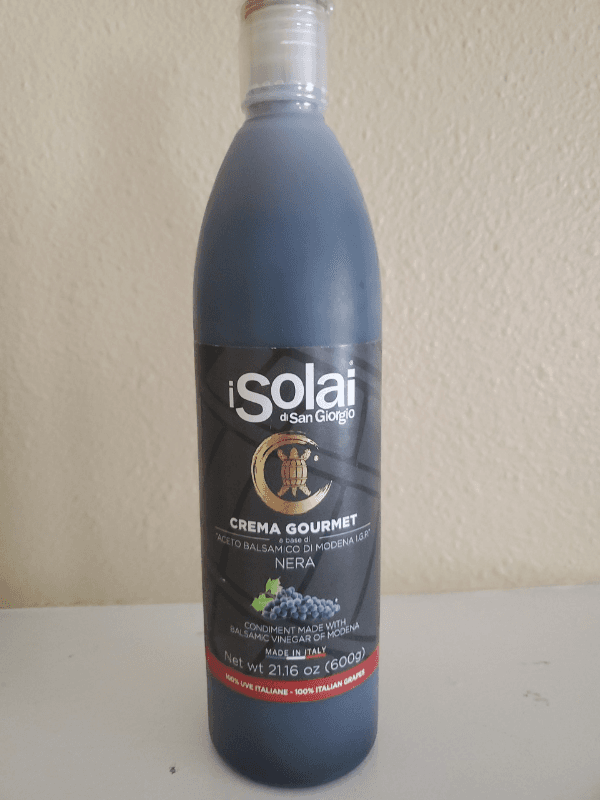 iSolai
di San Giorgio
CREMA GOURMET
a base di
"ACETO BALSAMICO DI MODENA I.G.P."
NERA
CONDIMENT MADE WITH
BALSAMIC VINEGAR OF MODENA
MADE IN ITALY
Net wt 21.16 oz (600g)
100% UVE ITALIANE - 100% ITALIAN GRAPES